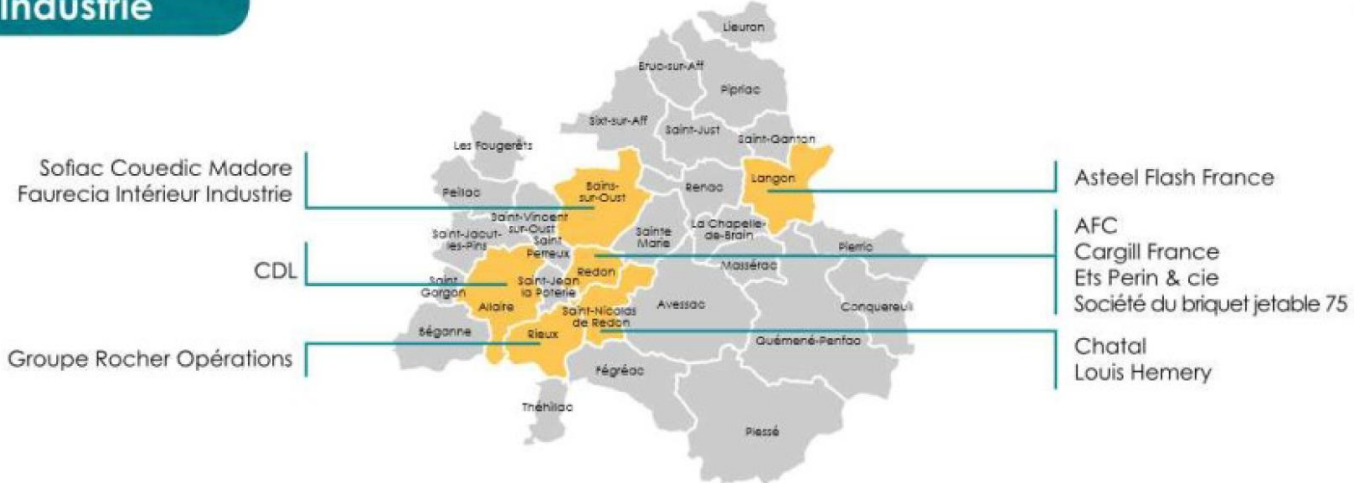 Industrie
Lieuron
Bruc-sur-Aff
Pipriac
Sixt-sur-Aff
Saint-Just
Saint-Ganton
Les Fougerêts
Sofiac Couedic Madore
Faurecia Intérieur Industrie
Peillac
Bains-
sur-Oust
Renac
Langon
Asteel Flash France
Saint-Vincent
sur-Oust
Saint-Jacut-
les-Pins
Saint
Perreux
Sainte
Marie
La Chapelle-
de-Brain
Pierric
AFC
Cargill France
Ets Perin & cie
Société du briquet jetable 75
CDL
Saint
Gorgon
Allaire
Saint-Jean
la Poterie
Redon
Massérac
Avessac
Conquereuil
Saint-Nicolas
de Redon
Béganne
Rieux
Guémené-Penfao
Groupe Rocher Opérations
Chatal
Louis Hemery
Fégréac
Théhillac
Plessé